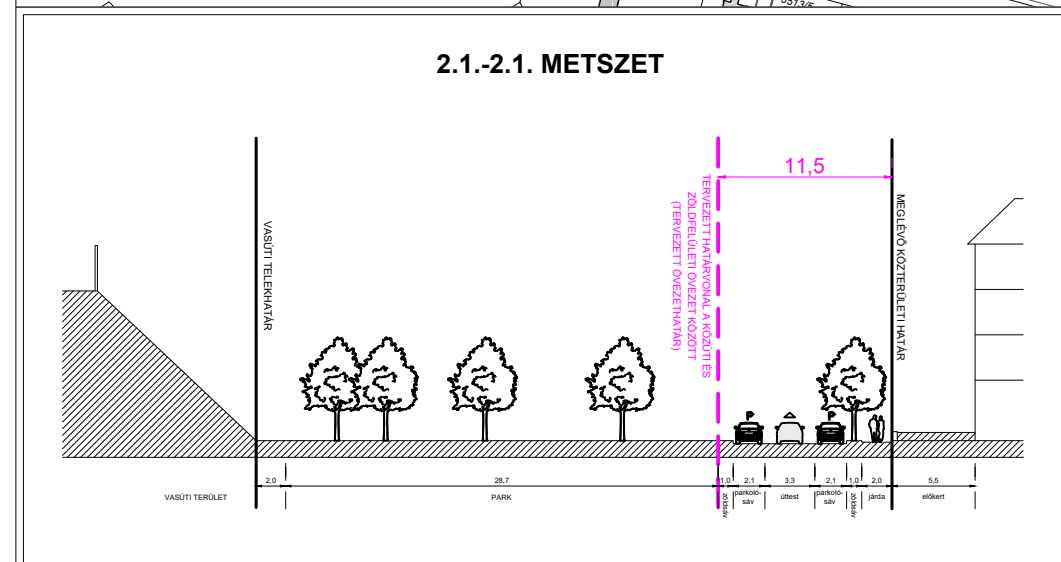 2.1.-2.1. METSZET
11,5
VASÚTI TELEKHATÁR
TERVEZETT HATÁRVONAL A KÖZÚTI ÉS
ZÖLDFELÜLETI ÖVEZET KÖZÖTT
(TERVEZETT ÖVEZETHATÁR)
MEGLÉVŐ KÖZTERÜLETI HATÁR
P
P
2,0
28,7
1,0
2,1
3,3
2,1
1,0
2,0
5,5
VASÚTI TERÜLET
PARK
zöldsáv
parkoló-
sáv
úttest
parkoló-
sáv
zöldsáv
járda
előkert